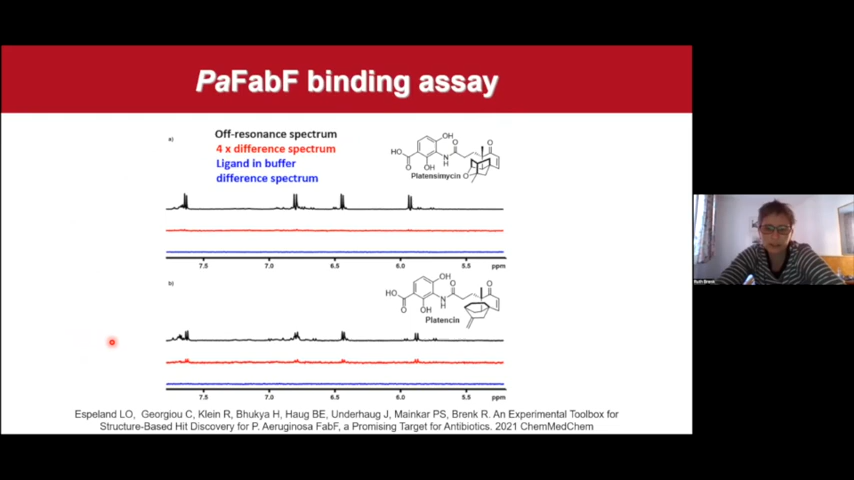 PaFabF binding assay
a)
Off-resonance spectrum
4 x difference spectrum
Ligand in buffer
difference spectrum
OH
O
O
HO
N
H
O
OH
O
Platensimycin
7.5 7.0 6.5 6.0 5.5 ppm
b)
OH
O
O
HO
N
H
O
OH
Platencin
7.5 7.0 6.5 6.0 5.5 ppm
Espeland LO, Georgiou C, Klein R, Bhukya H, Haug BE, Underhaug J, Mainkar PS, Brenk R. An Experimental Toolbox for
Structure-Based Hit Discovery for P. Aeruginosa FabF, a Promising Target for Antibiotics. 2021 ChemMedChem
Ruth Brenk